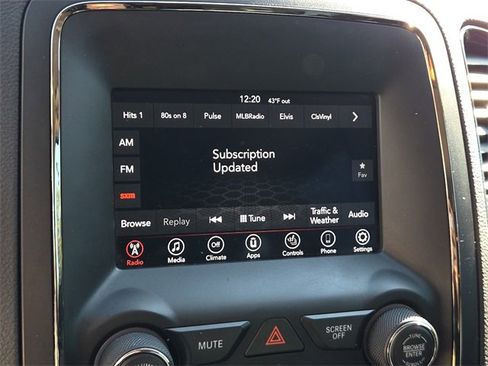 12:20 43°F out
Hits 1 80s on 8 Pulse MLBRadio Elvis ClsVinyl
AM
Subscription
Updated
FM
Fav
sxm
Browse Replay Tune Traffic & Weather Audio
Off
Radio Media Climate Apps Controls Phone Settings
MUTE SCREEN OFF
TUNE
BROWSE
ENTER
SCROLL